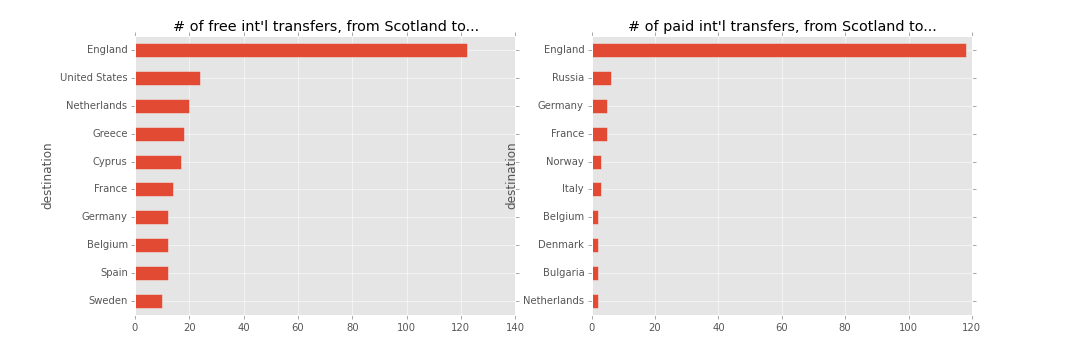 # of free int'l transfers, from Scotland to...
destination
England
United States
Netherlands
Greece
Cyprus
France
Germany
Belgium
Spain
Sweden
0 20 40 60 80 100 120 140
# of paid int'l transfers, from Scotland to...
destination
England
Russia
Germany
France
Norway
Italy
Belgium
Denmark
Bulgaria
Netherlands
0 20 40 60 80 100 120